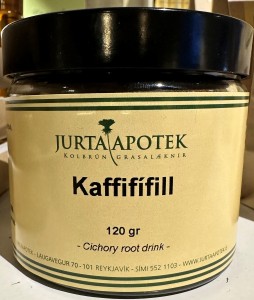 JURTA APOTEK
KOLBRÚN GRASALÆKNIR
Kaffifífill
120 gr
- Cichory root drink -
APOTEK - LAUGAVEGUR 70 - 101 REYKJAVÍK - SÍMI 552 1103 - WWW.JURTAAPOTEK.IS